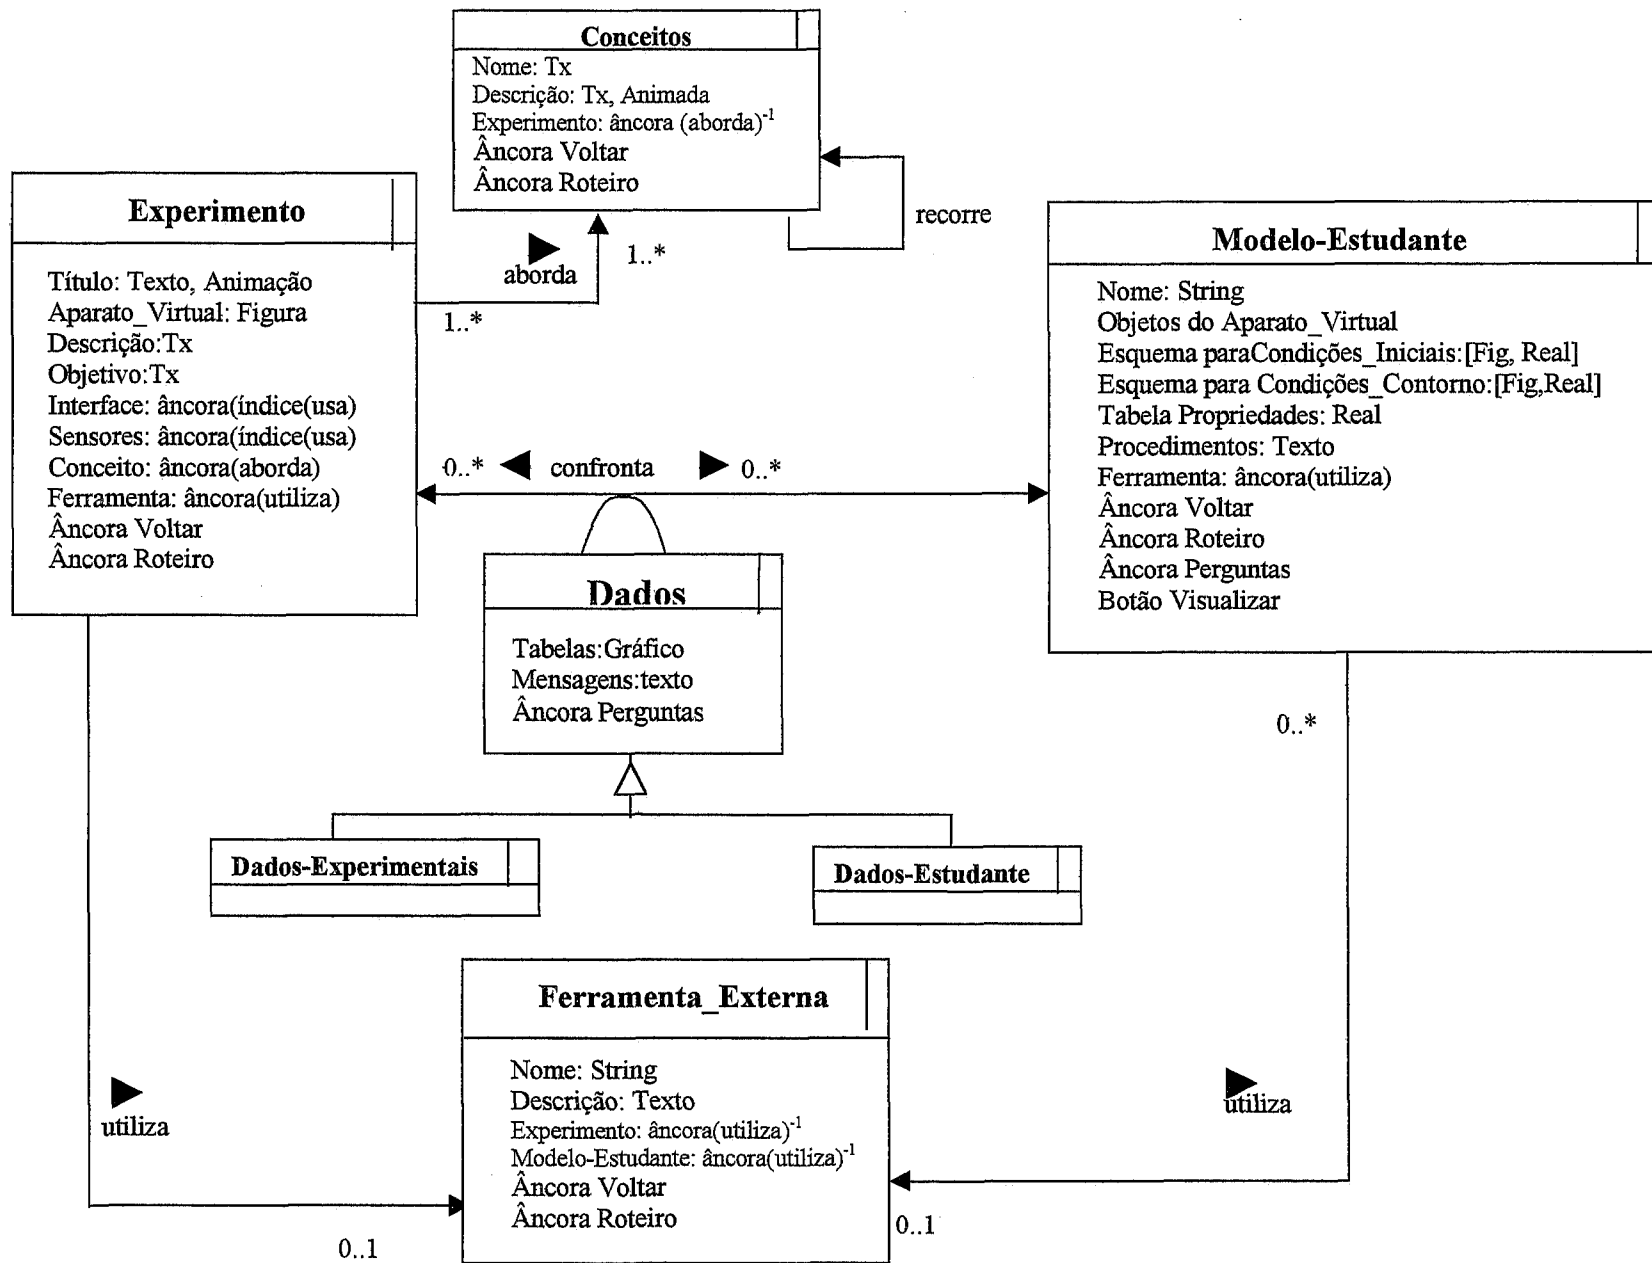 Conceitos
Nome: Tx
Descrição: Tx, Animada
Experimento: âncora (aborda)⁻¹
Âncora Voltar
Âncora Roteiro
recorre
Experimento
Título: Texto, Animação
Aparato_Virtual: Figura
Descrição:Tx
Objetivo:Tx
Interface: âncora(índice(usa)
Sensores: âncora(índice(usa)
Conceito: âncora(aborda)
Ferramenta: âncora(utiliza)
Âncora Voltar
Âncora Roteiro
aborda
1..*
1..*
Modelo-Estudante
Nome: String
Objetos do Aparato_Virtual
Esquema paraCondições_Iniciais:[Fig, Real]
Esquema para Condições_Contorno:[Fig,Real]
Tabela Propriedades: Real
Procedimentos: Texto
Ferramenta: âncora(utiliza)
Âncora Voltar
Âncora Roteiro
Âncora Perguntas
Botão Visualizar
0..* confronta 0..*
Dados
Tabelas:Gráfico
Mensagens:texto
Âncora Perguntas
0..*
Dados-Experimentais
Dados-Estudante
Ferramenta_Externa
Nome: String
Descrição: Texto
Experimento: âncora(utiliza)⁻¹
Modelo-Estudante: âncora(utiliza)⁻¹
Âncora Voltar
Âncora Roteiro
utiliza
utiliza
0..1
0..1